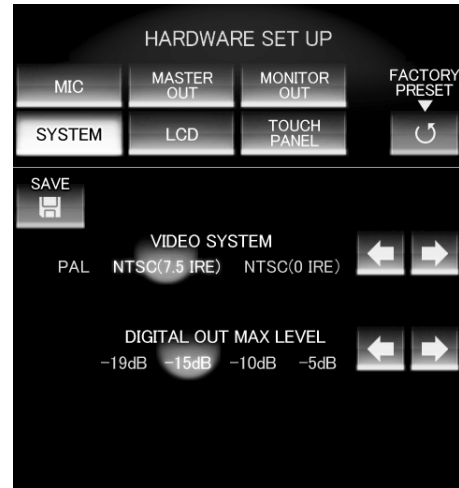 HARDWARE SET UP
MIC
MASTER
OUT
MONITOR
OUT
FACTORY
PRESET
SYSTEM
LCD
TOUCH
PANEL
SAVE
VIDEO SYSTEM
PAL NTSC(7.5 IRE) NTSC(0 IRE)
DIGITAL OUT MAX LEVEL
−19dB −15dB −10dB −5dB